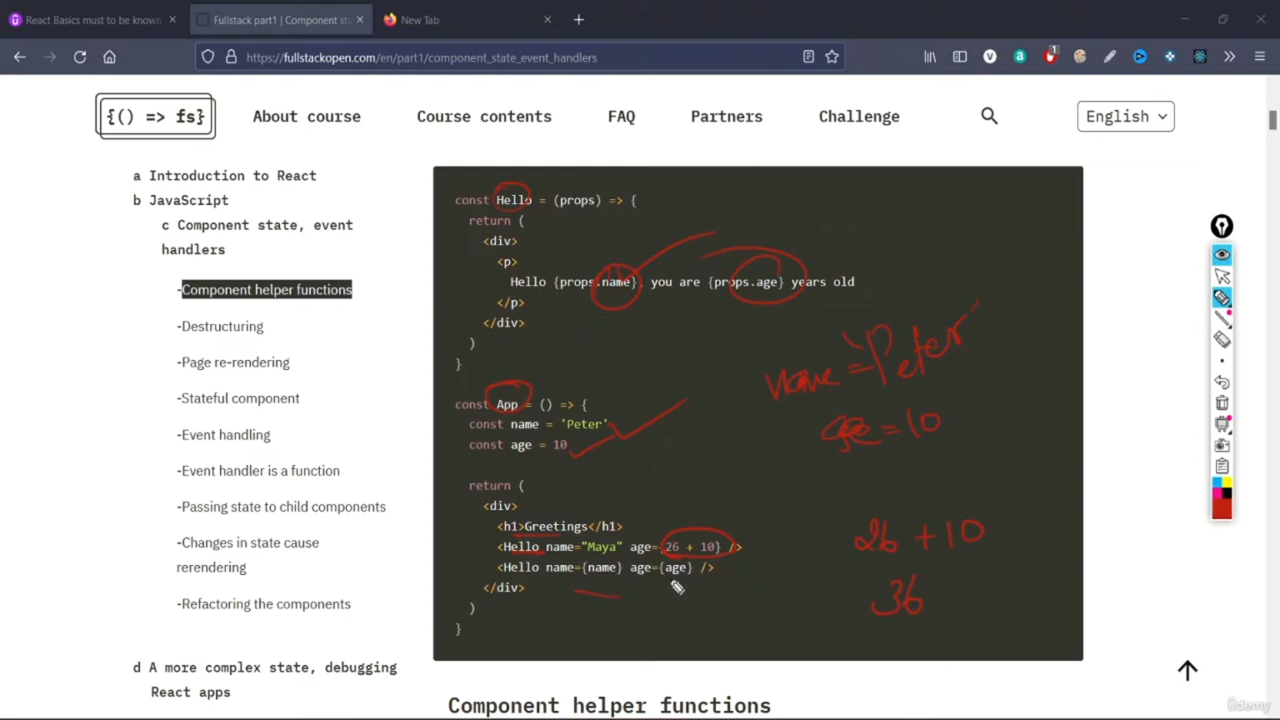 React Basics must to be known
Fullstack part1 | Component sta
New Tab
https://fullstackopen.com/en/part1/component_state_event_handlers
1
{() => fs}
About course
Course contents
FAQ
Partners
Challenge
English
a Introduction to React
b JavaScript
c Component state, event
handlers
-Component helper functions
-Destructuring
-Page re-rendering
-Stateful component
-Event handling
-Event handler is a function
-Passing state to child components
-Changes in state cause
rerendering
-Refactoring the components
d A more complex state, debugging
React apps
const Hello = (props) => {
return (
<div>
<p>
Hello {props.name}, you are {props.age} years old
</p>
</div>
)
}
const App = () => {
const name = 'Peter'
const age = 10
return (
<div>
<h1>Greetings</h1>
<Hello name="Maya" age={26 + 10} />
<Hello name={name} age={age} />
</div>
)
}
name = 'Peter'
age = 10
26 + 10
36
Component helper functions
ûdemy